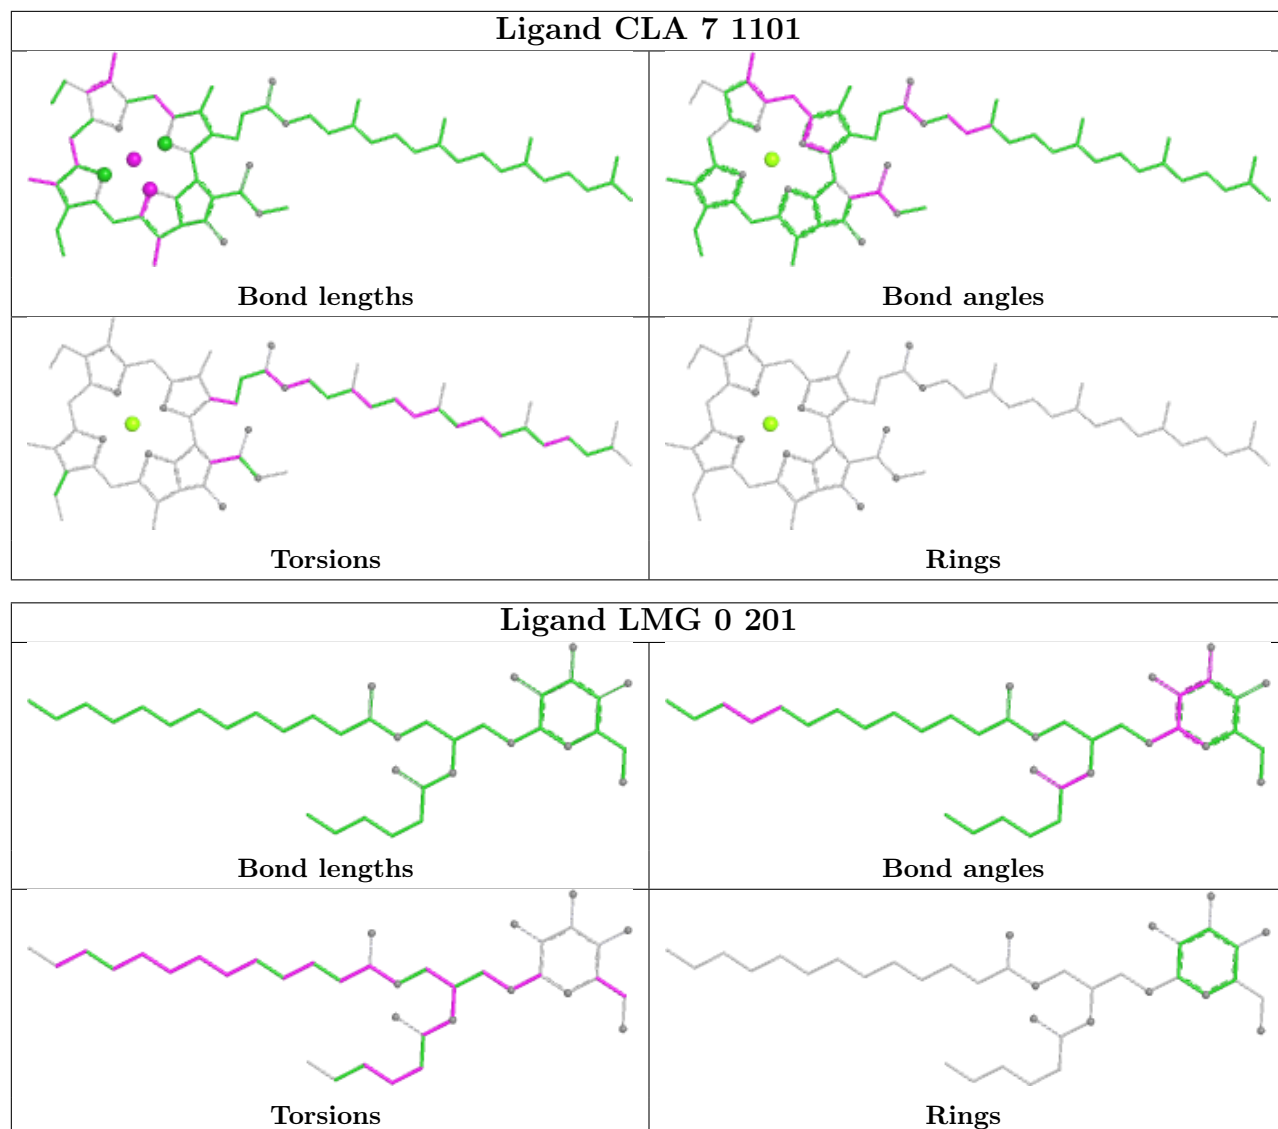 Ligand CLA 7 1101
Bond lengths
Bond angles
Torsions
Rings
Ligand LMG 0 201
Bond lengths
Bond angles
Torsions
Rings